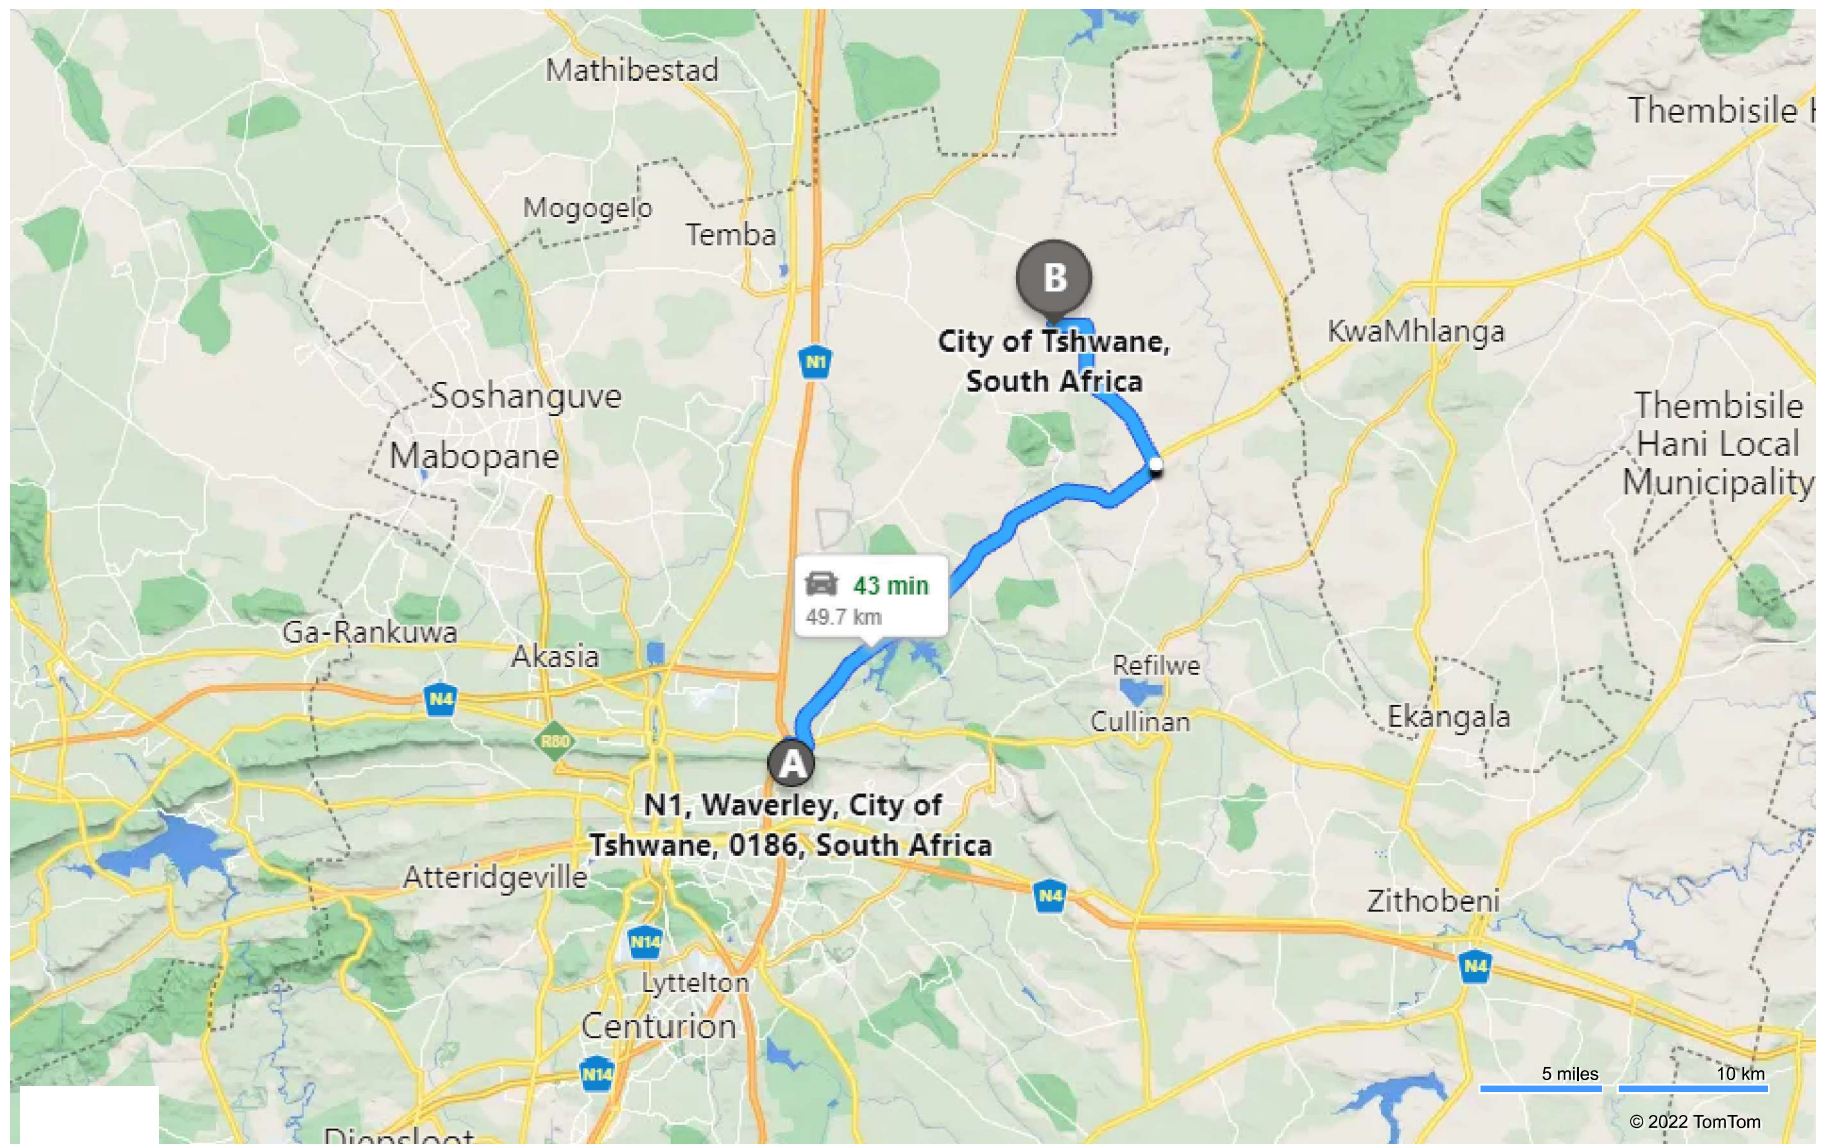 Mathibestad
Thembisile H
Mogogelo
Temba
B
City of Tshwane,
South Africa
KwaMhlanga
N1
Soshanguve
Mabopane
Thembisile
Hani Local
Municipality
43 min
49.7 km
Ga-Rankuwa
Akasia
Refilwe
N4
Cullinan
Ekangala
R80
A
N1, Waverley, City of
Tshwane, 0186, South Africa
Atteridgeville
N4
Zithobeni
N14
N4
Lyttelton
Centurion
N14
5 miles
10 km
© 2022 TomTom
Diepsloot